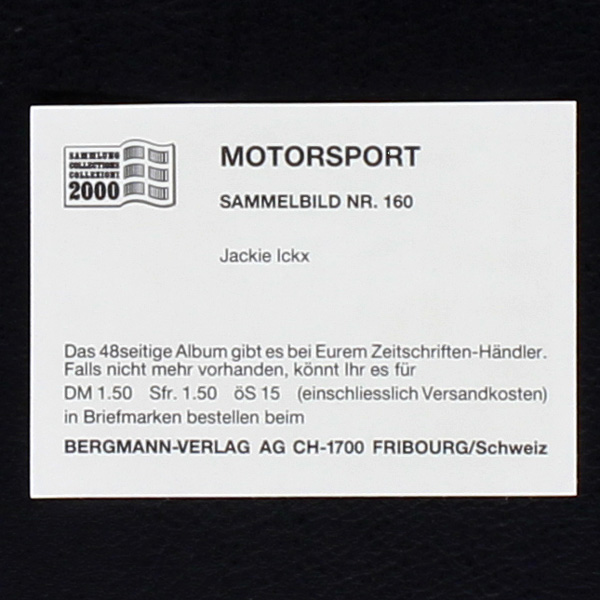 SAMMLUNG
COLLECTIONS
COLLEZIONI
2000
MOTORSPORT
SAMMELBILD NR. 160
Jackie Ickx
Das 48seitige Album gibt es bei Eurem Zeitschriften-Händler.
Falls nicht mehr vorhanden, könnt Ihr es für
DM 1.50 Sfr. 1.50 öS 15 (einschliesslich Versandkosten)
in Briefmarken bestellen beim
BERGMANN-VERLAG AG CH-1700 FRIBOURG/Schweiz